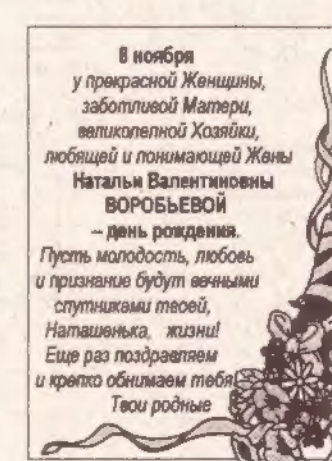 8 ноября
у прекрасной Женщины,
заботливой Матери,
великолепной Хозяйки,
любящей и понимающей Жены
Натальи Валентиновны
ВОРОБЬЕВОЙ
– день рождения.
Пусть молодость, любовь
и признание будут вечными
спутниками твоей,
Наташенька, жизни!
Еще раз поздравляем
и крепко обнимаем тебя
Твои родные